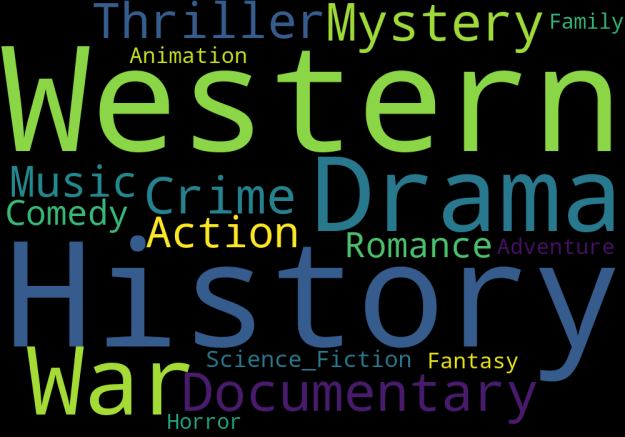 Thriller Mystery Family
Animation
Western
Music Crime Drama
Comedy Action
Romance Adventure
History
War Science_Fiction Fantasy
Documentary
Horror